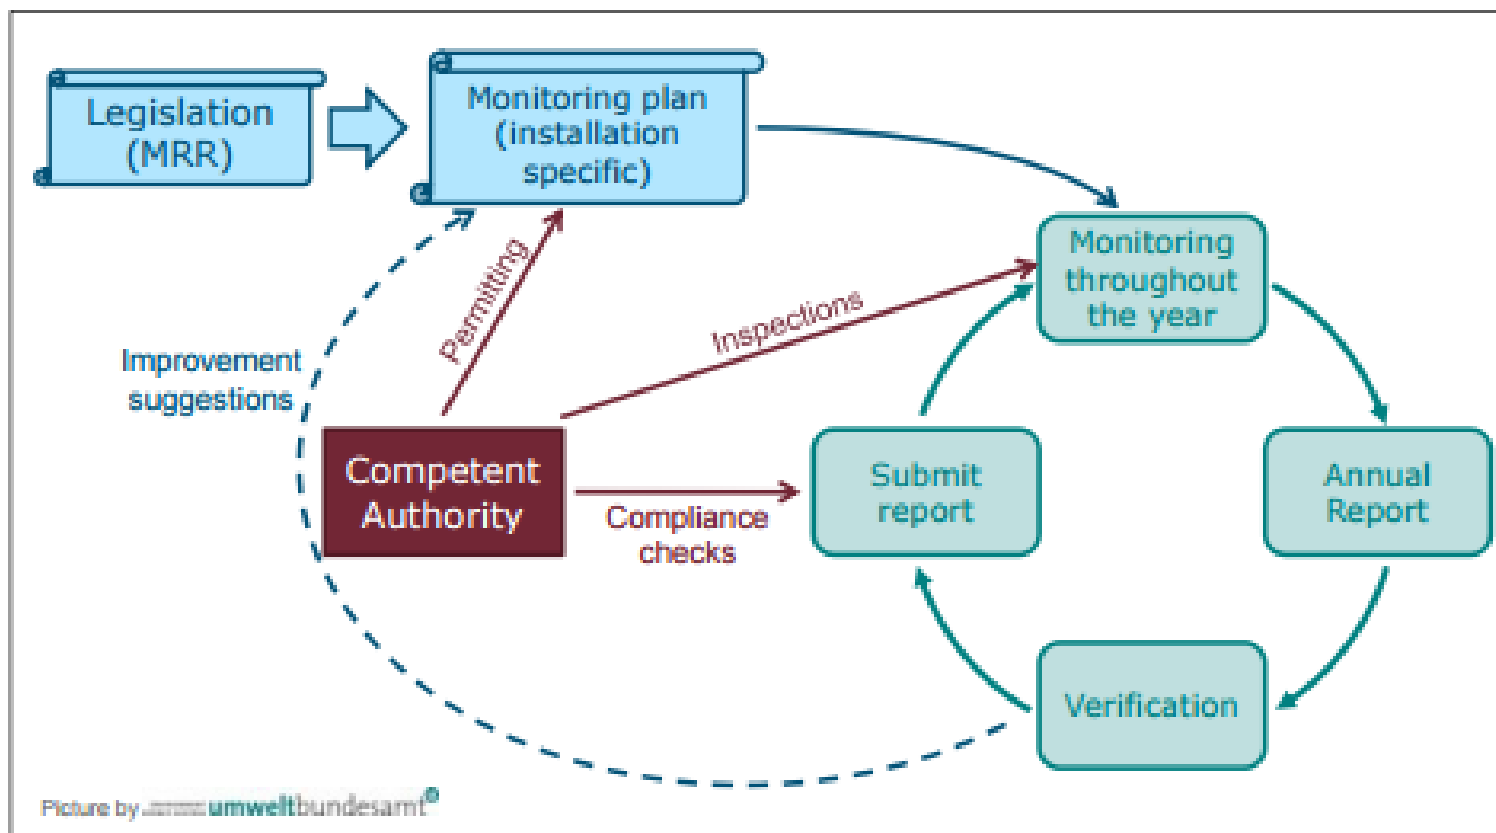 Legislation
(MRR)
Monitoring plan
(installation
specific)
Monitoring
throughout
the year
Permitting
Inspections
Improvement
suggestions
Competent
Authority
Compliance
checks
Submit
report
Annual
Report
Verification
Picture by umweltbundesamt